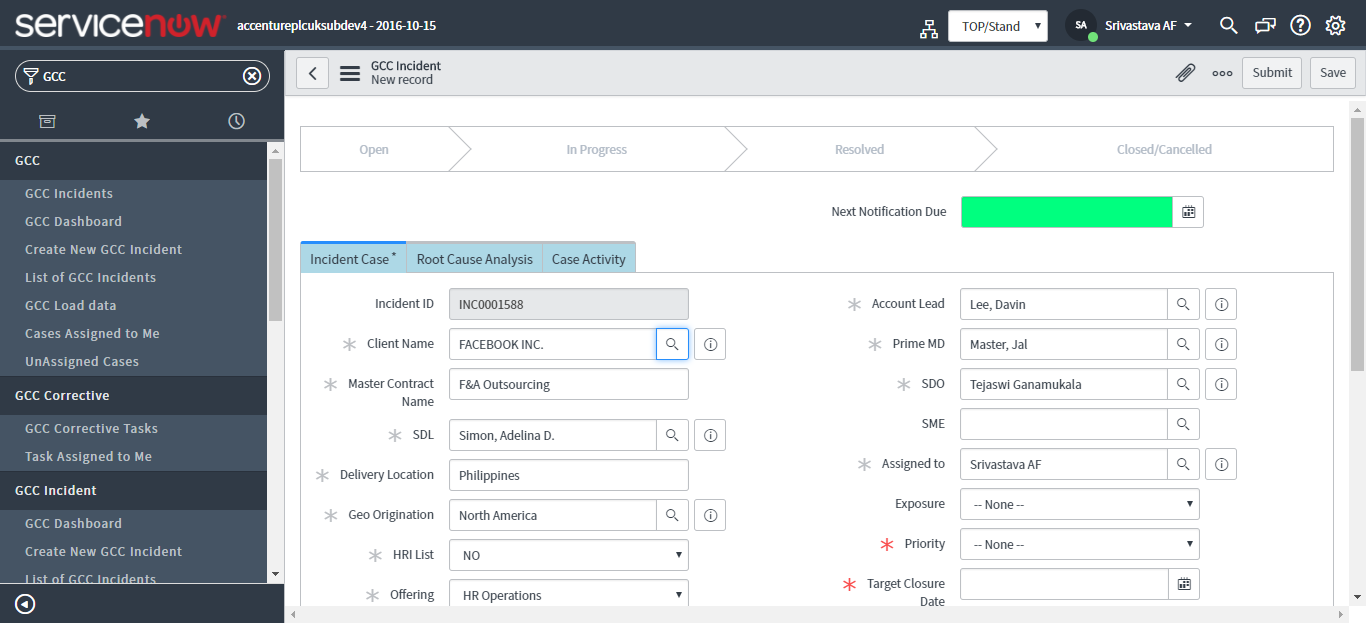 servicenow accentureplcuksubdev4 - 2016-10-15 TOP/Stand SA Srivastava AF
GCC
GCC Incident
New record
Submit Save
GCC
GCC Incidents
GCC Dashboard
Create New GCC Incident
List of GCC Incidents
GCC Load data
Cases Assigned to Me
UnAssigned Cases
GCC Corrective
GCC Corrective Tasks
Task Assigned to Me
GCC Incident
GCC Dashboard
Create New GCC Incident
List of GCC Incidents
Open In Progress Resolved Closed/Cancelled
Next Notification Due
Incident Case * Root Cause Analysis Case Activity
Incident ID INC0001588
Client Name FACEBOOK INC.
Master Contract
Name
F&A Outsourcing
SDL Simon, Adelina D.
Delivery Location Philippines
Geo Origination North America
HRI List NO
Offering HR Operations
Account Lead Lee, Davin
Prime MD Master, Jal
SDO Tejaswi Ganamukala
SME
Assigned to Srivastava AF
Exposure -- None --
Priority -- None --
Target Closure
Date